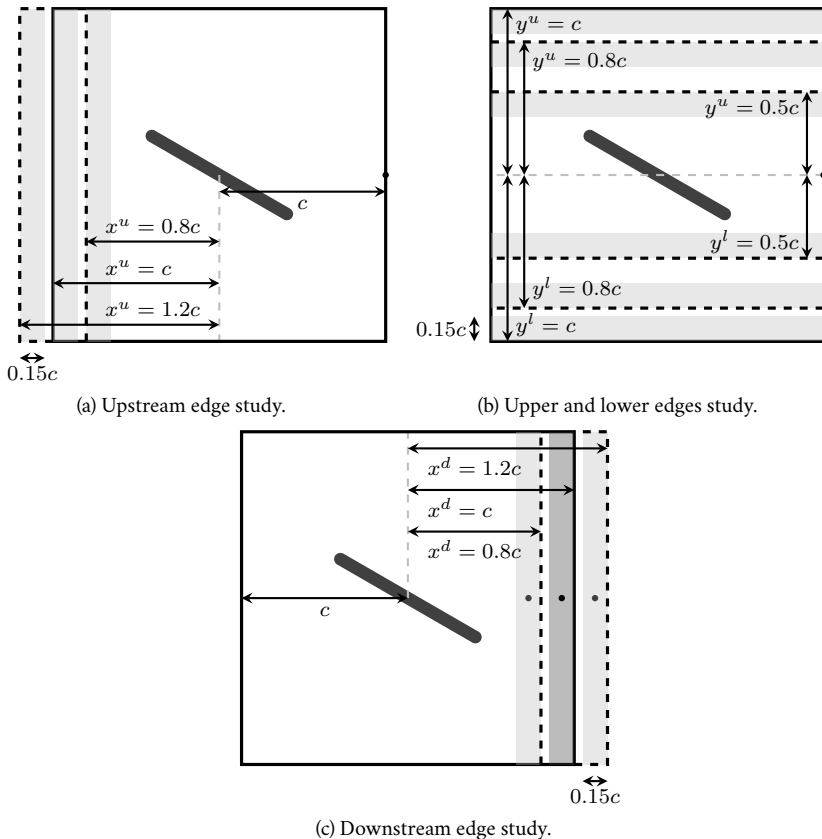 c
x^u = 0.8c
x^u = c
x^u = 1.2c
0.15c
(a) Upstream edge study.
y^u = c
y^u = 0.8c
y^u = 0.5c
y^l = 0.5c
y^l = 0.8c
0.15c
y^l = c
(b) Upper and lower edges study.
x^d = 1.2c
x^d = c
x^d = 0.8c
c
0.15c
(c) Downstream edge study.